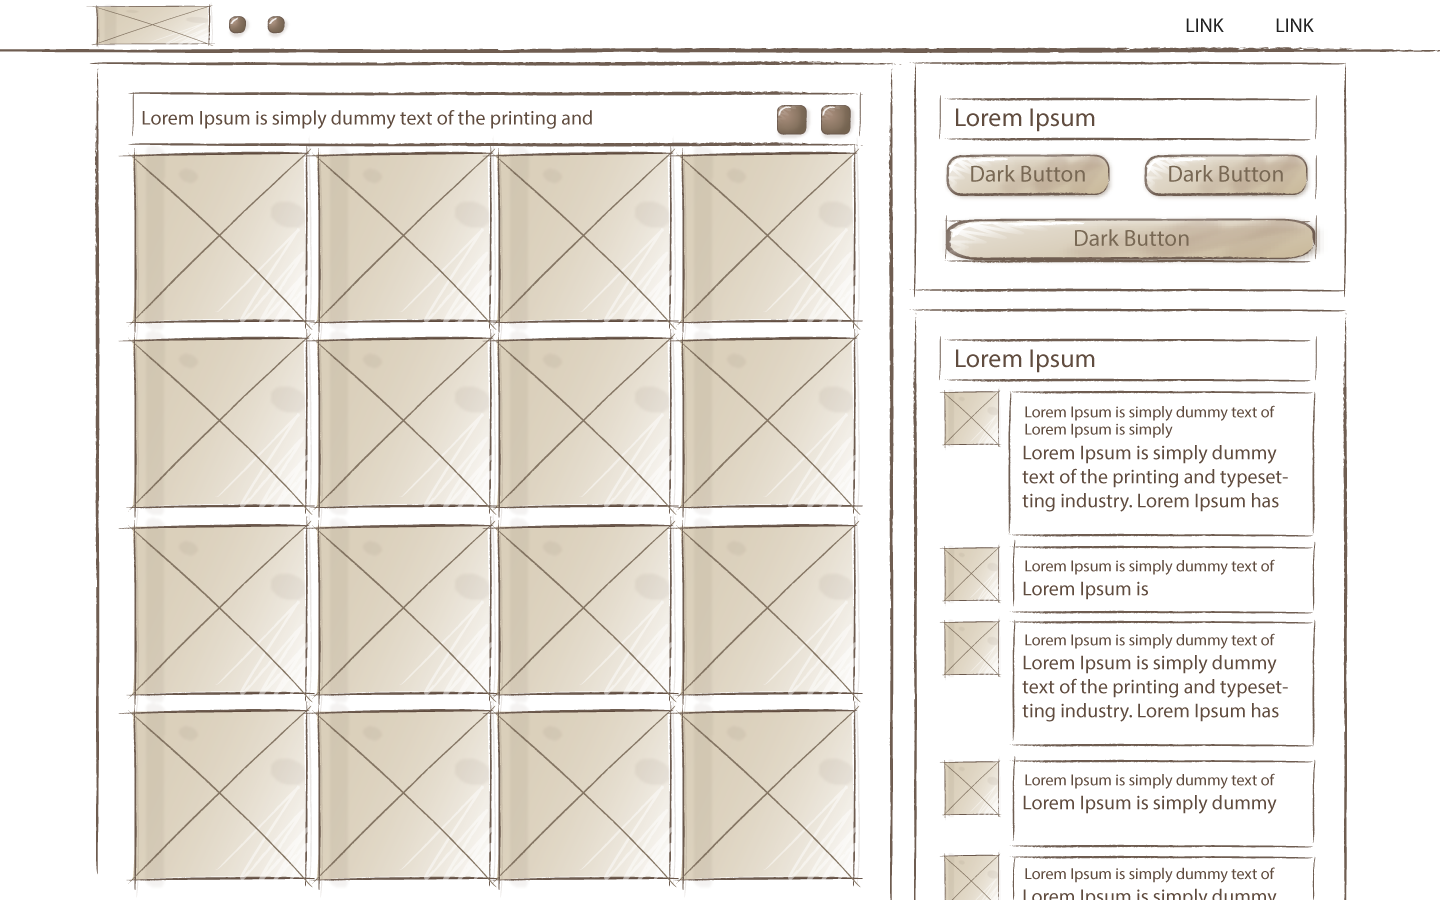 LINK LINK
Lorem Ipsum is simply dummy text of the printing and
Lorem Ipsum
Dark Button Dark Button
Dark Button
Lorem Ipsum
Lorem Ipsum is simply dummy text of
Lorem Ipsum is simply
Lorem Ipsum is simply dummy
text of the printing and typeset-
ting industry. Lorem Ipsum has
Lorem Ipsum is simply dummy text of
Lorem Ipsum is
Lorem Ipsum is simply dummy text of
Lorem Ipsum is simply dummy
text of the printing and typeset-
ting industry. Lorem Ipsum has
Lorem Ipsum is simply dummy text of
Lorem Ipsum is simply dummy
Lorem Ipsum is simply dummy text of
Lorem Ipsum is simply dummy